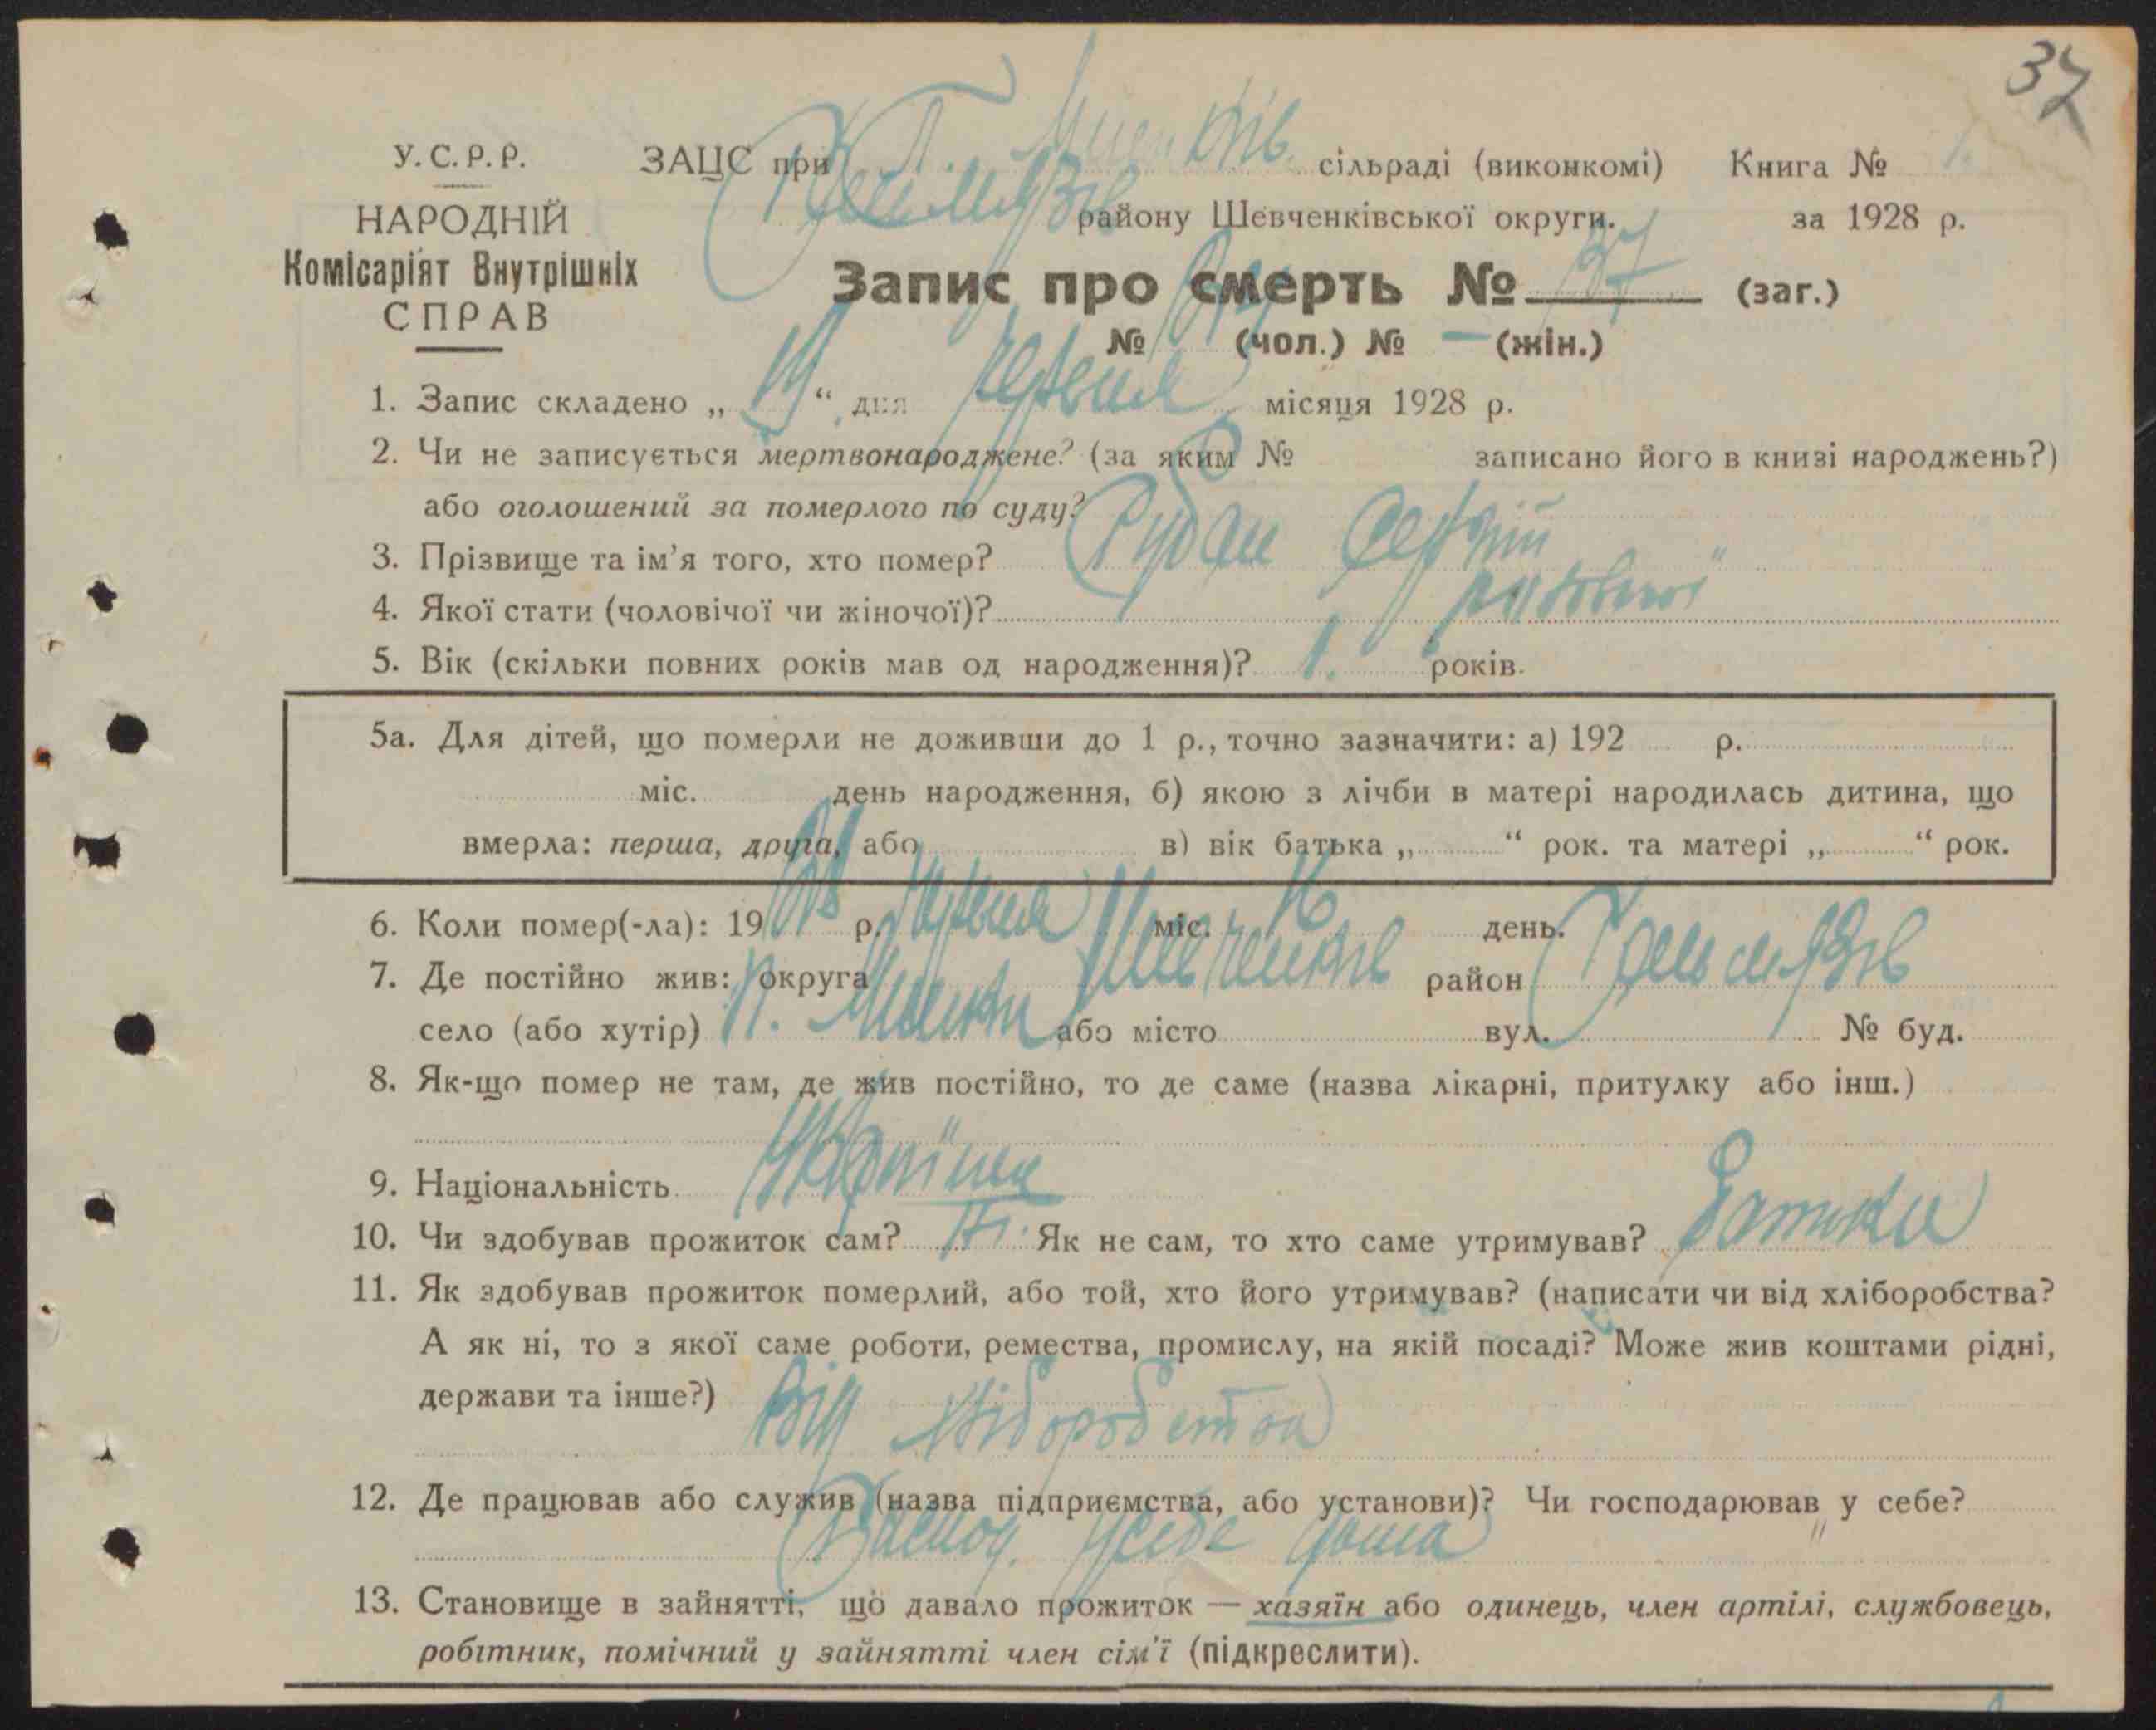 37
У.С.Р.Р. ЗАЦС при П. сільраді (виконкомі) Книга № 1.
НАРОДНІЙ району Шевченківської округи. за 1928 р.
Комісаріят Внутрішніх
СПРАВ
Запис про смерть № 37 (заг.)
№ (чол.) № — (жін.)
1. Запис складено „ 19 “ дня червня місяця 1928 р.
2. Чи не записується мертвонароджене? (за яким № записано його в книзі народжень?)
або оголошений за померлого по суду?
3. Прізвище та ім'я того, хто помер? Рубан Сергій
4. Якої стати (чоловічої чи жіночої)?
5. Вік (скільки повних років мав од народження)? 1. років.
5а. Для дітей, що померли не доживши до 1 р., точно зазначити: а) 192 р.
міс. день народження, б) якою з лічби в матері народилась дитина, що
вмерла: перша, друга, або в) вік батька „ “ рок. та матері „ “ рок.
6. Коли помер(-ла): 1928 р. червня міс. 16 день.
7. Де постійно жив: округа Шевченків район Гельмязів
село (або хутір) П. або місто вул. № буд.
8. Як-що помер не там, де жив постійно, то де саме (назва лікарні, притулку або інш.)
9. Національність Українец
10. Чи здобував прожиток сам? Ні. Як не сам, то хто саме утримував? Батьки
11. Як здобував прожиток померлий, або той, хто його утримував? (написати чи від хліборобства?
А як ні, то з якої саме роботи, ремества, промислу, на якій посаді? Може жив коштами рідні,
держави та інше?) Від хліборобства
12. Де працював або служив (назва підприємства, або установи)? Чи господарював у себе?
у себе дома
13. Становище в зайнятті, що давало прожиток — хазяїн або одинець, член артілі, службовець,
робітник, помічний у зайнятті член сім'ї (підкреслити).